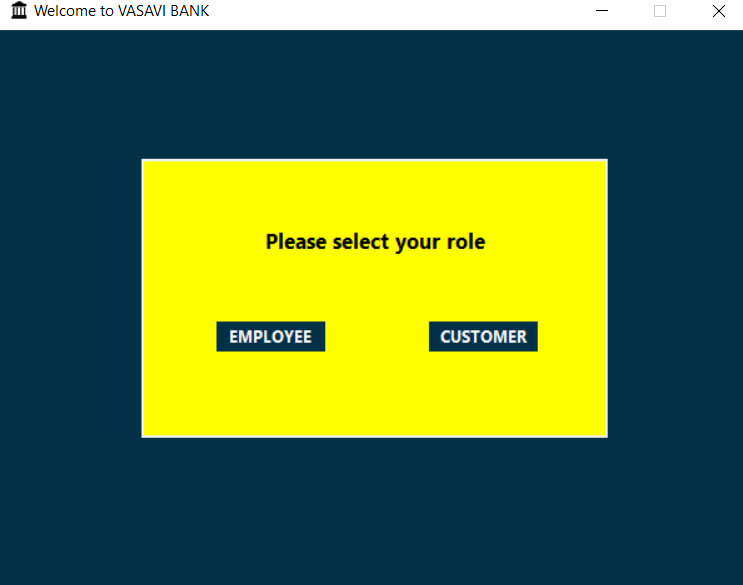 Welcome to VASAVI BANK
Please select your role
EMPLOYEE
CUSTOMER